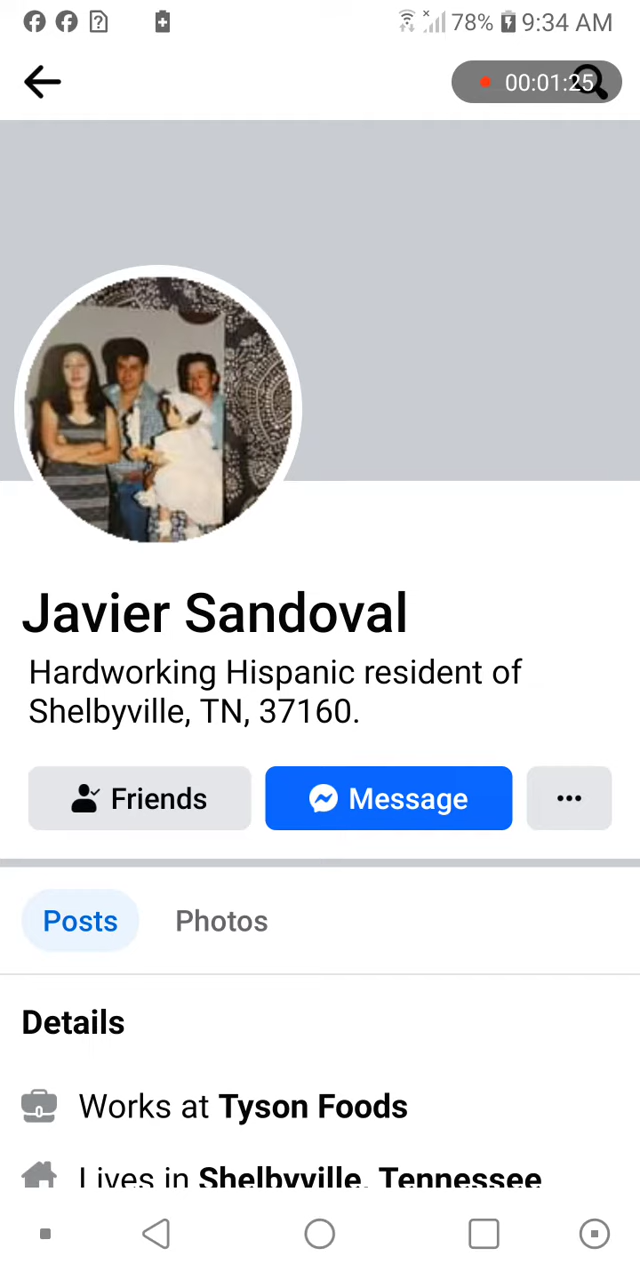 78% 9:34 AM
00:01:25
Javier Sandoval
Hardworking Hispanic resident of
Shelbyville, TN, 37160.
Friends
Message
Posts
Photos
Details
Works at Tyson Foods
Lives in Shelbyville, Tennessee